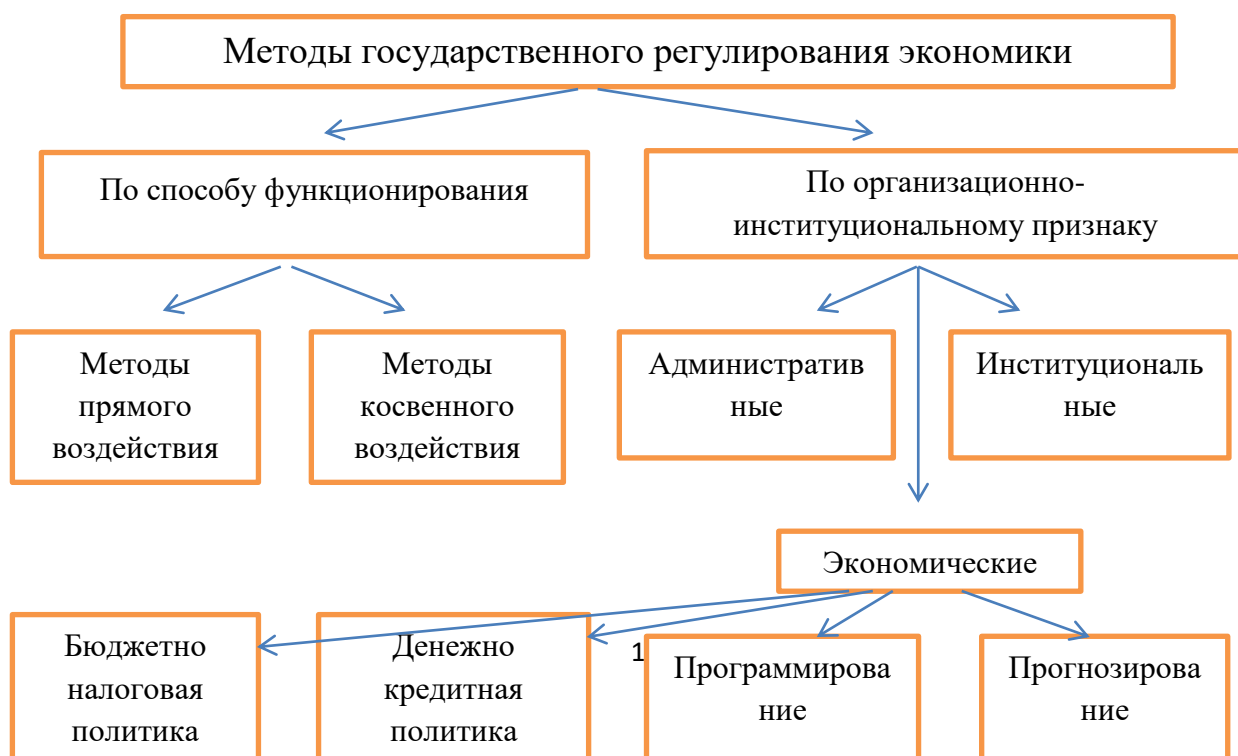 Методы государственного регулирования экономики
По способу функционирования
По организационно-
институциональному признаку
Методы
прямого
воздействия
Методы
косвенного
воздействия
Административ
ные
Институциональ
ные
Экономические
Бюджетно
налоговая
политика
Денежно
кредитная
политика
1
Программирова
ние
Прогнозирова
ние